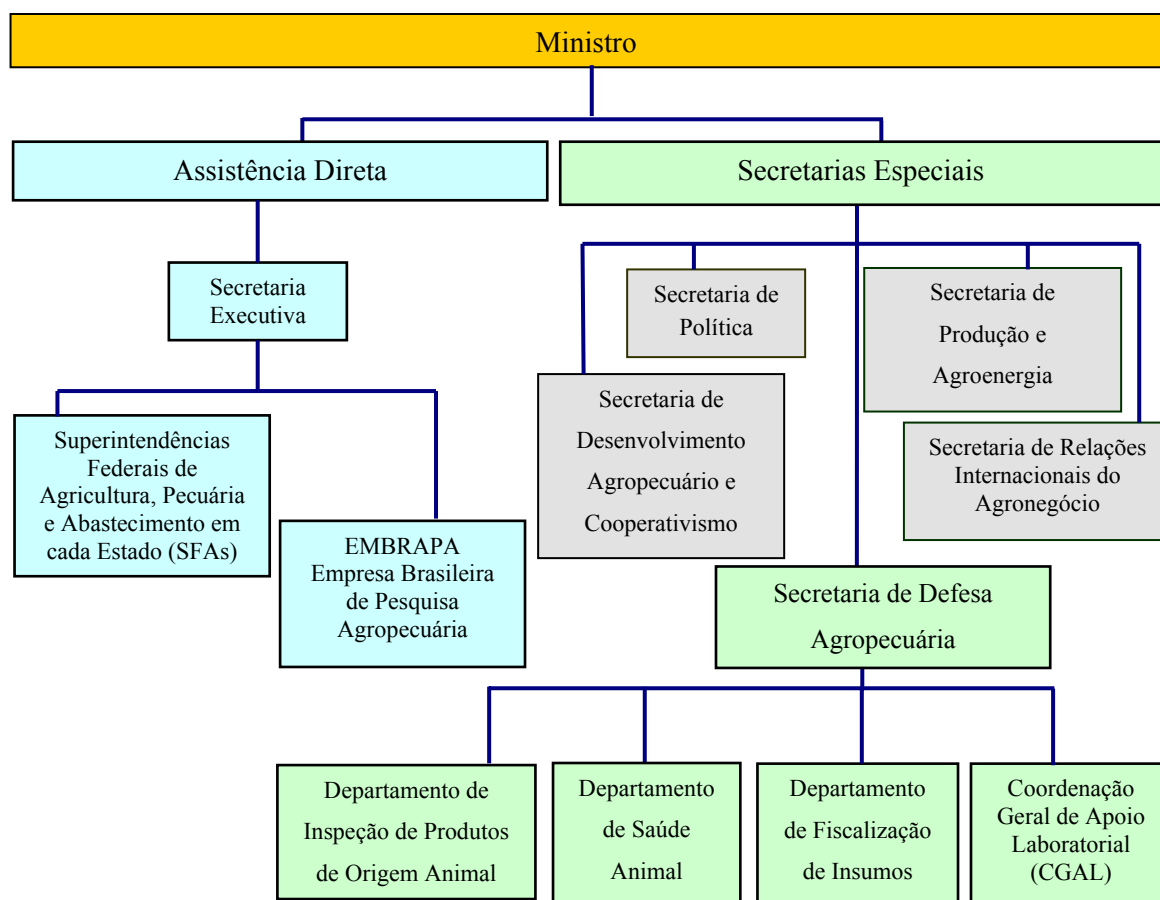 Ministro
Assistência Direta
Secretarias Especiais
Secretaria
Executiva
Secretaria de
Política
Secretaria de
Produção e
Agroenergia
Secretaria de
Desenvolvimento
Agropecuário e
Cooperativismo
Secretaria de Relações
Internacionais do
Agronegócio
Superintendências
Federais de
Agricultura, Pecuária
e Abastecimento em
cada Estado (SFAs)
EMBRAPA
Empresa Brasileira
de Pesquisa
Agropecuária
Secretaria de Defesa
Agropecuária
Departamento de
Inspeção de Produtos
de Origem Animal
Departamento
de Saúde
Animal
Departamento
de Fiscalização
de Insumos
Coordenação
Geral de Apoio
Laboratorial
(CGAL)